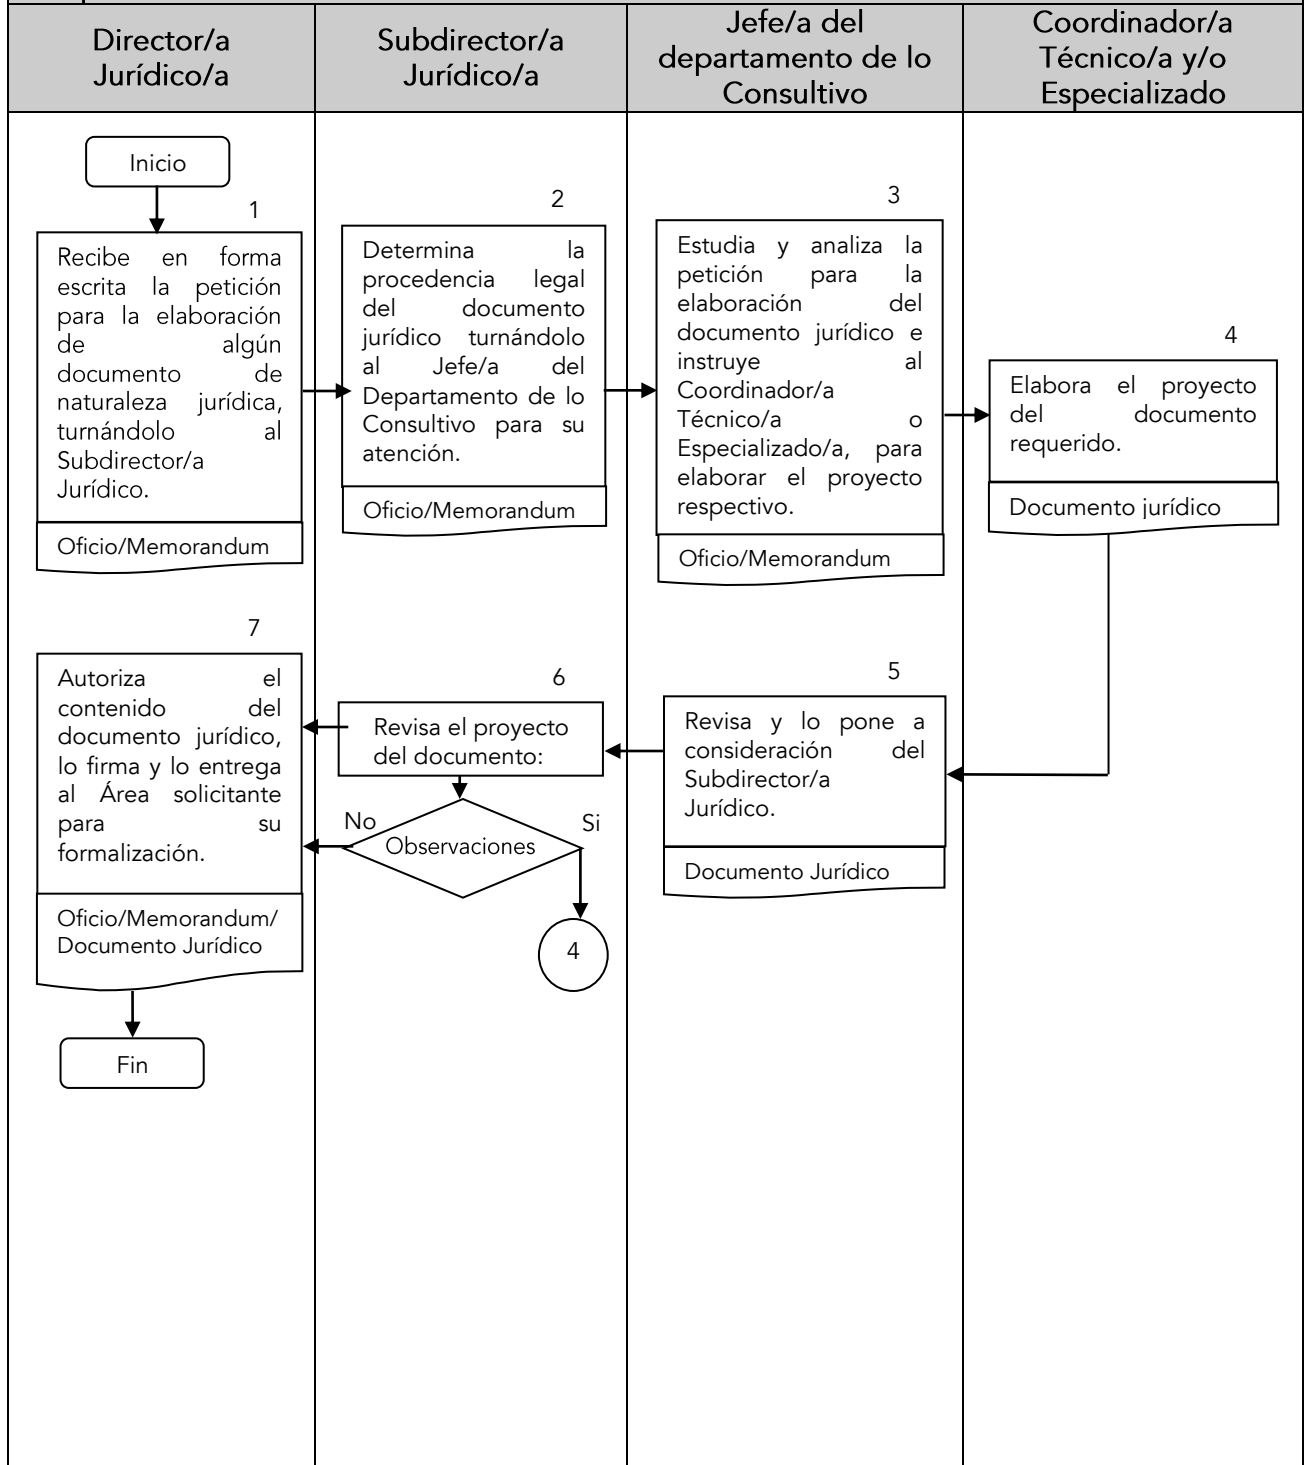 Director/a
Jurídico/a
Subdirector/a
Jurídico/a
Jefe/a del
departamento de lo
Consultivo
Coordinador/a
Técnico/a y/o
Especializado
Inicio
1
Recibe en forma
escrita la petición
para la elaboración
de algún
documento de
naturaleza jurídica,
turnándolo al
Subdirector/a
Jurídico.
Oficio/Memorandum
2
Determina la
procedencia legal
del documento
jurídico turnándolo
al Jefe/a del
Departamento de lo
Consultivo para su
atención.
Oficio/Memorandum
3
Estudia y analiza la
petición para la
elaboración del
documento jurídico e
instruye al
Coordinador/a
Técnico/a o
Especializado/a, para
elaborar el proyecto
respectivo.
Oficio/Memorandum
4
Elabora el proyecto
del documento
requerido.
Documento jurídico
5
Revisa y lo pone a
consideración del
Subdirector/a
Jurídico.
Documento Jurídico
6
Revisa el proyecto
del documento:
No
Observaciones
Si
4
7
Autoriza el
contenido del
documento jurídico,
lo firma y lo entrega
al Área solicitante
para su
formalización.
Oficio/Memorandum/
Documento Jurídico
Fin